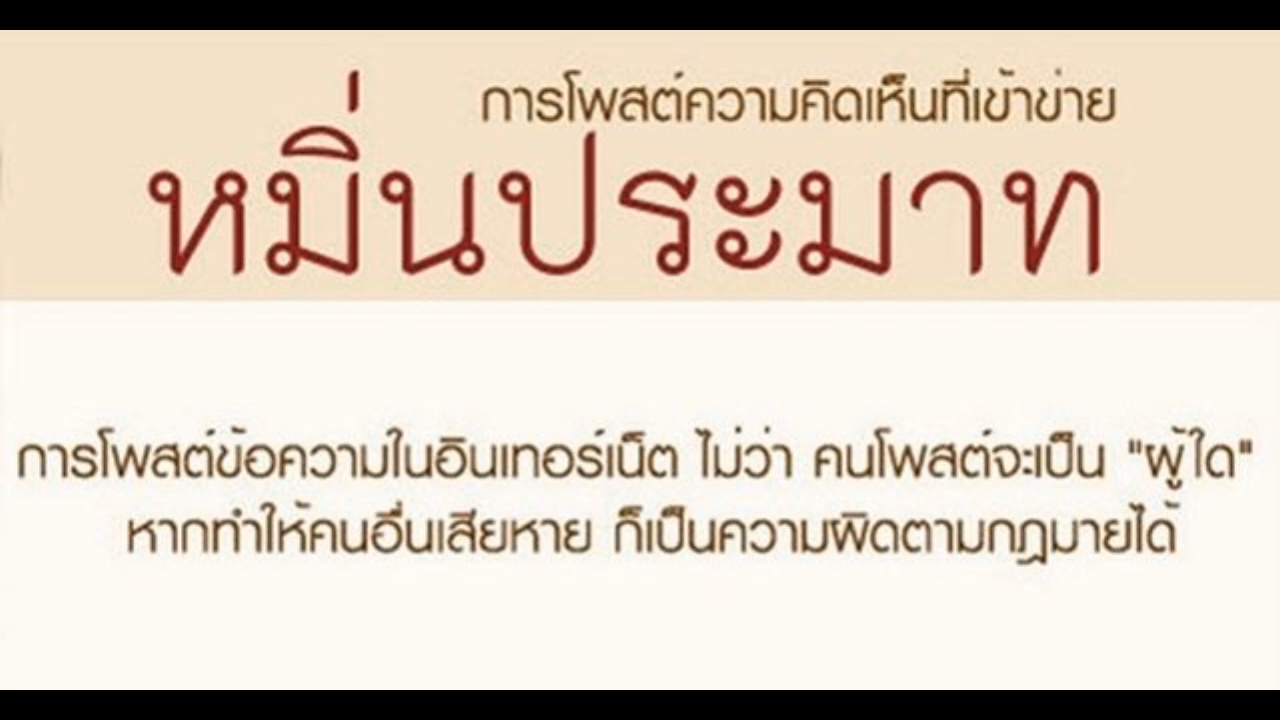 การโพสต์ความคิดเห็นที่เข้าข่าย
หมิ่นประมาท
การโพสต์ข้อความในอินเทอร์เน็ต ไม่ว่า คนโพสต์จะเป็น "ผู้ใด"
หากทำให้คนอื่นเสียหาย ก็เป็นความผิดตามกฎมายได้